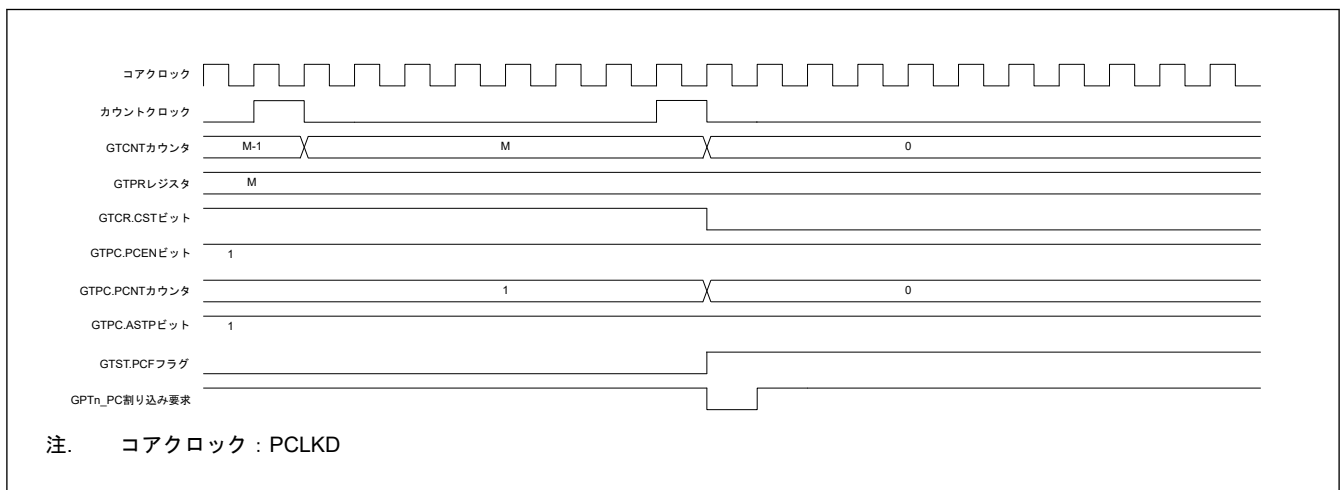 コアクロック
カウントクロック
GTCNTカウンタ M-1 M 0
GTPRレジスタ M
GTCR.CSTビット
GTPC.PCENビット 1
GTPC.PCNTカウンタ 1 0
GTPC.ASTPビット 1
GTST.PCFフラグ
GPTn_PC割り込み要求
注. コアクロック：PCLKD